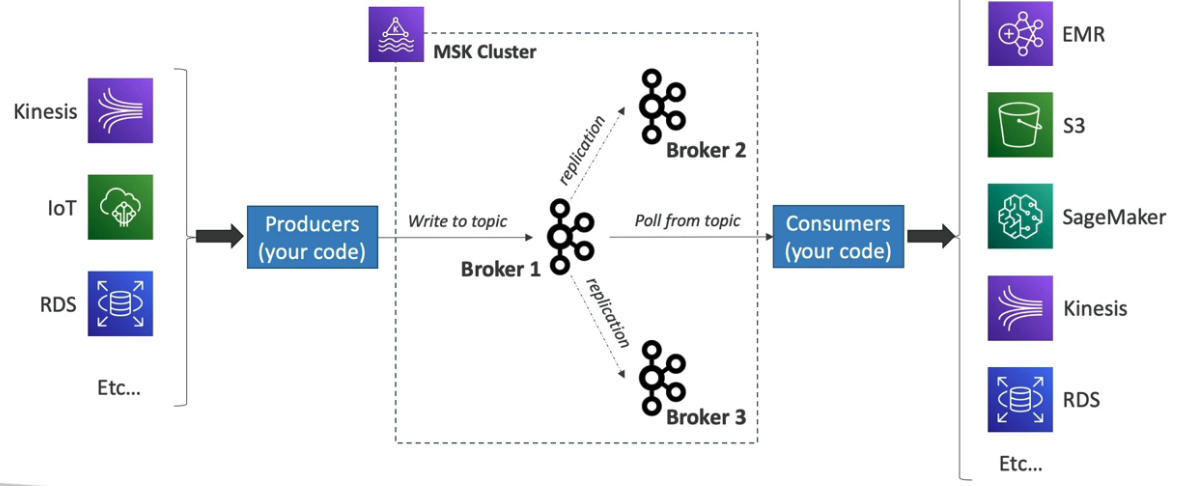 Kinesis
IoT
RDS
Etc...
Producers
(your code)
MSK Cluster
Write to topic
replication
Broker 2
Broker 1
Poll from topic
replication
Broker 3
Consumers
(your code)
EMR
S3
SageMaker
Kinesis
RDS
Etc...